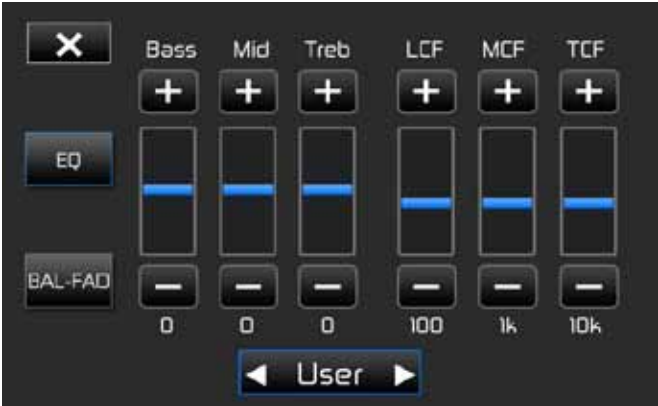 Bass Mid Treb LCF MCF TCF
EQ
BAL-FAD
0 0 0 100 1k 10k
User